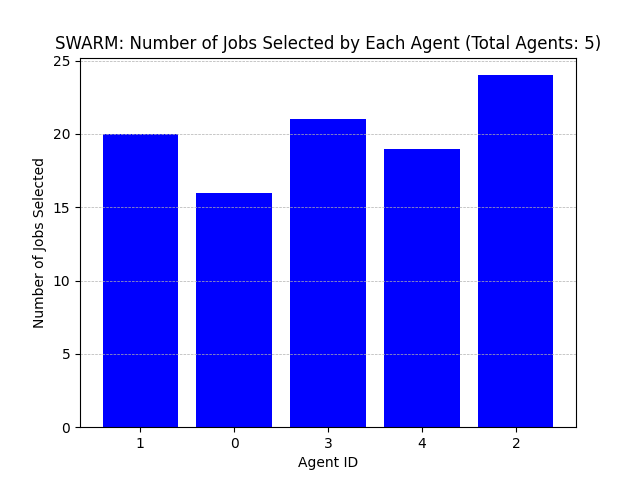 SWARM: Number of Jobs Selected by Each Agent (Total Agents: 5)
25
20
15
10
5
0
Number of Jobs Selected
1 0 3 4 2
Agent ID